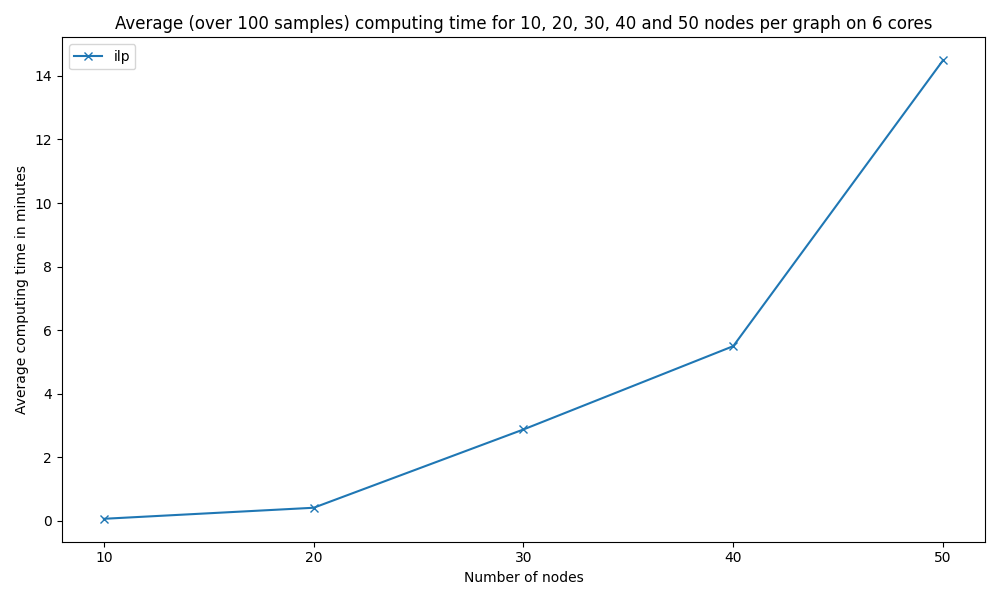 Average (over 100 samples) computing time for 10, 20, 30, 40 and 50 nodes per graph on 6 cores
ilp
14
12
10
8
6
4
2
0
Average computing time in minutes
10 20 30 40 50
Number of nodes